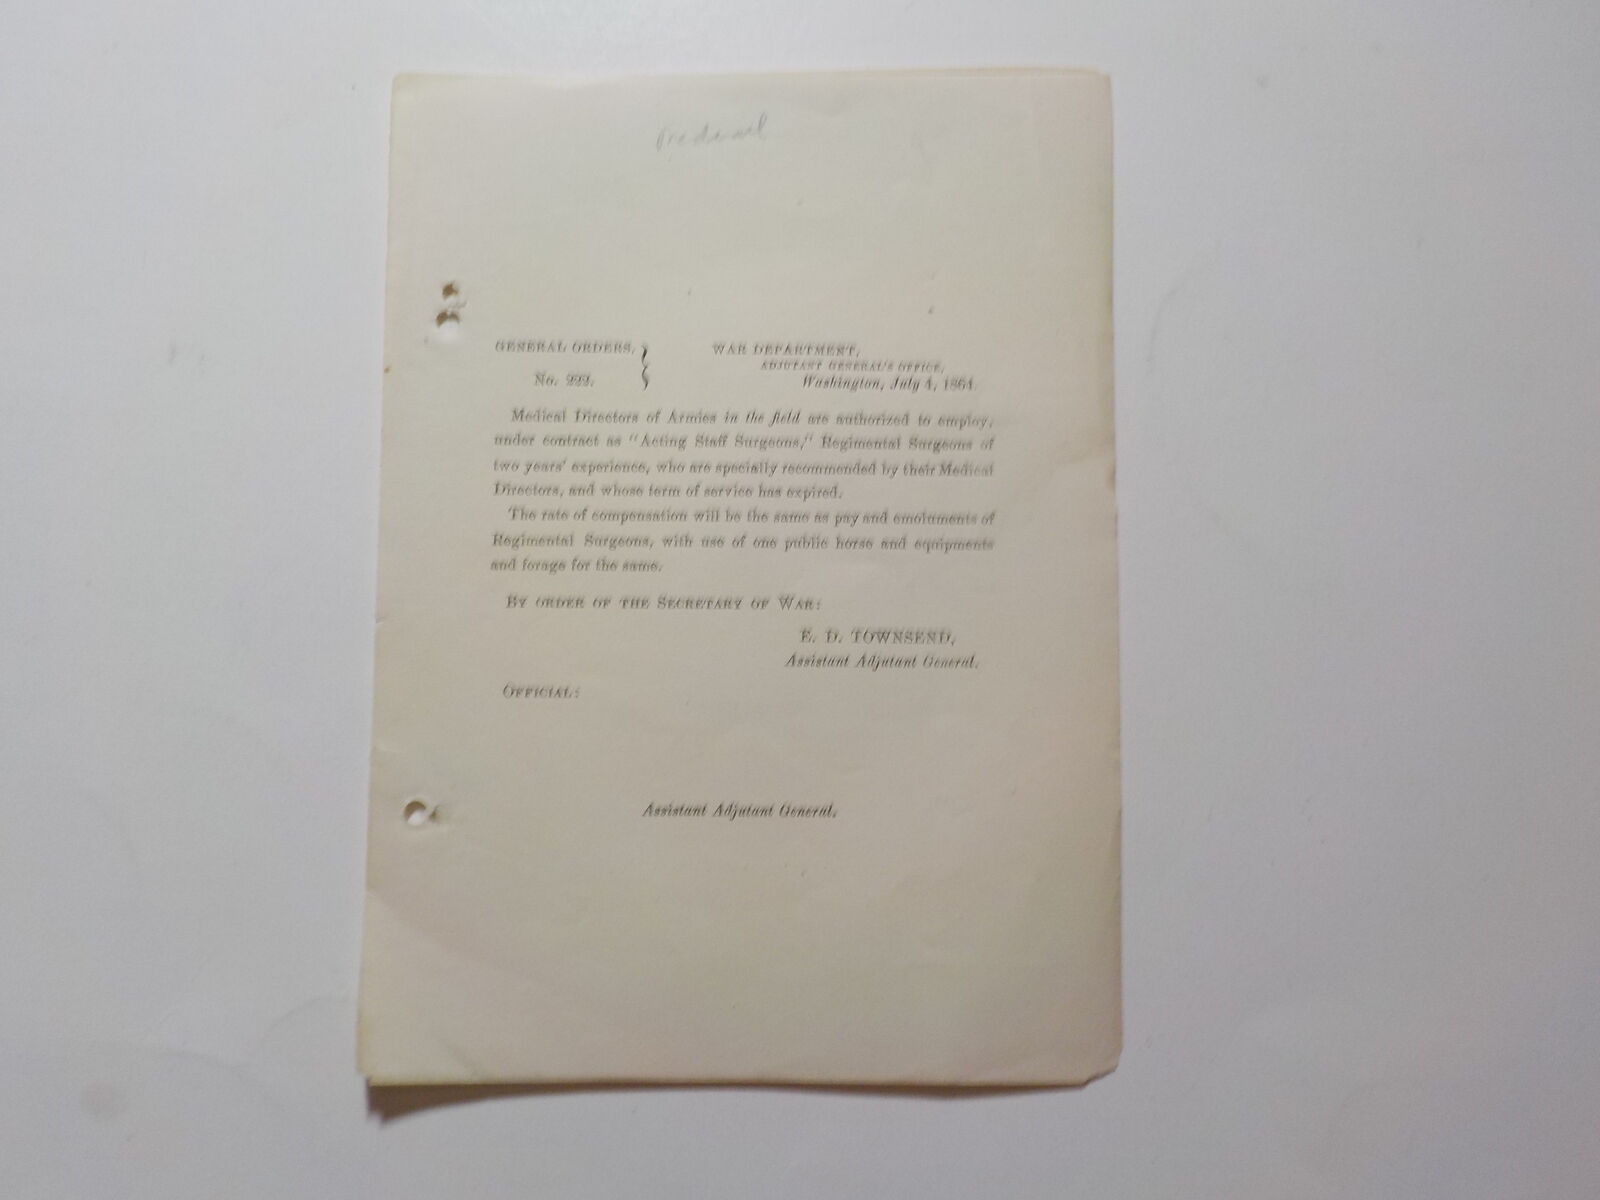 GENERAL ORDERS, WAR DEPARTMENT,
ADJUTANT GENERAL'S OFFICE,
No. 222. Washington, July 4, 1864.
Medical Directors of Armies in the field are authorized to employ,
under contract as "Acting Staff Surgeons," Regimental Surgeons of
two years' experience, who are specially recommended by their Medical
Directors, and whose term of service has expired.
The rate of compensation will be the same as pay and emoluments of
Regimental Surgeons, with use of one public horse and equipments
and forage for the same.
BY ORDER OF THE SECRETARY OF WAR:
E. D. TOWNSEND,
Assistant Adjutant General.
OFFICIAL:
Assistant Adjutant General.